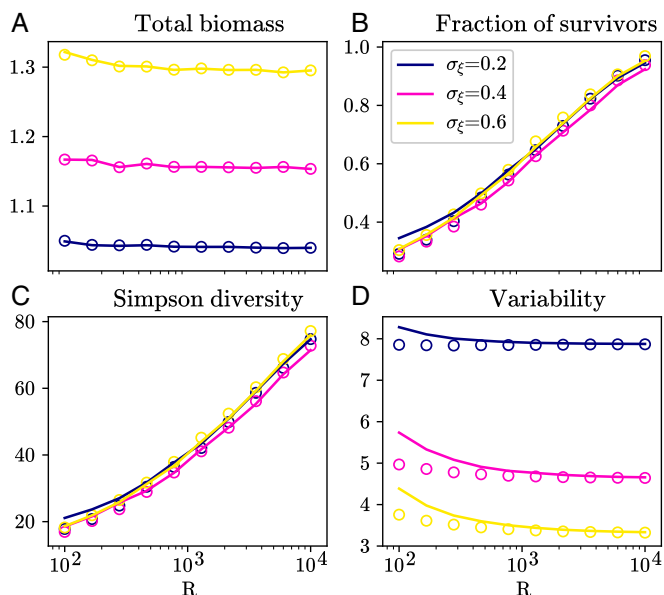 A Total biomass
1.3
1.2
1.1
B Fraction of survivors
1.0
0.8
0.6
0.4
σξ=0.2
σξ=0.4
σξ=0.6
C Simpson diversity
80
60
40
20
10² 10³ 10⁴
R
D Variability
8
7
6
5
4
3
10² 10³ 10⁴
R